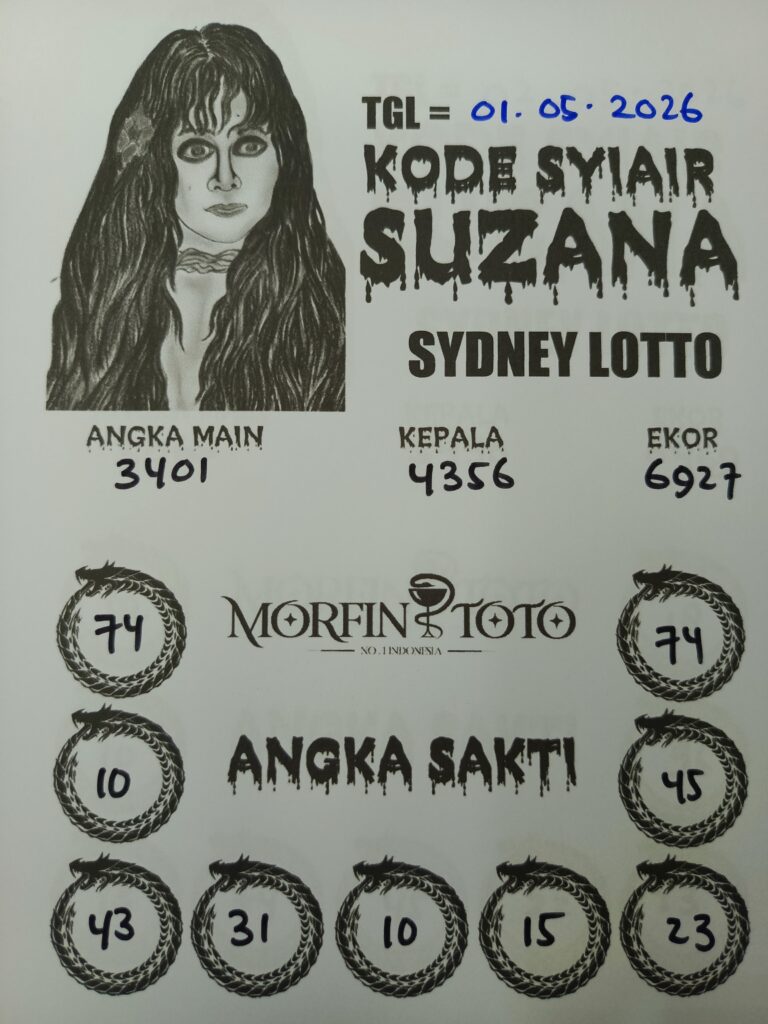 TGL = 01. 05. 2026
KODE SYIAIR
SUZANA
SYDNEY LOTTO
ANGKA MAIN KEPALA EKOR
3401 4356 6927
74 MORFIN TOTO 74
NO. 1 INDONESIA
10 ANGKA SAKTI 45
43 31 10 15 23